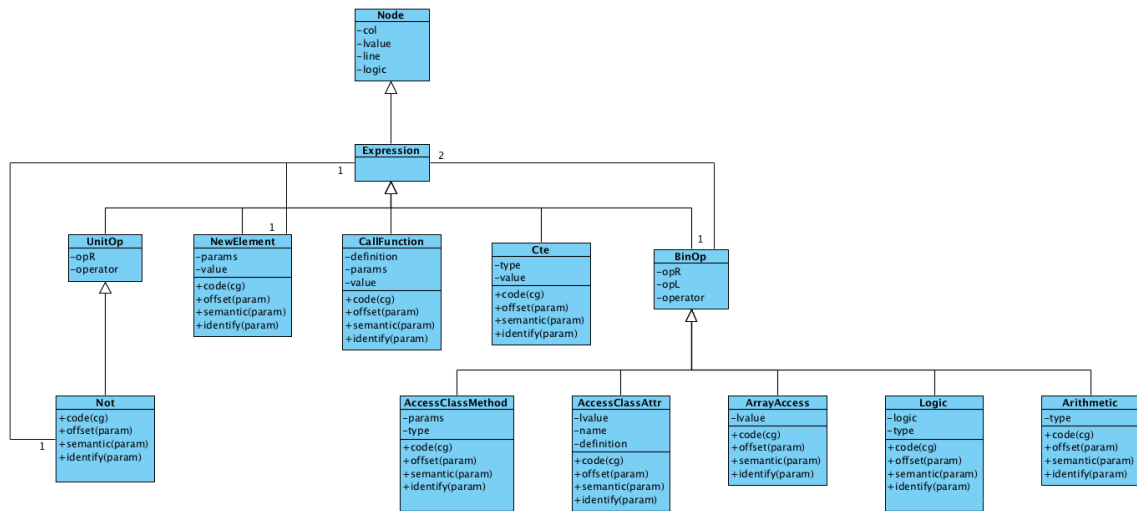 Node
-col
-lvalue
-line
-logic
Expression
1
2
1
1
UnitOp
-opR
-operator
NewElement
-params
-value
+code(cg)
+offset(param)
+semantic(param)
+identify(param)
CallFunction
-definition
-params
-value
+code(cg)
+offset(param)
+semantic(param)
+identify(param)
Cte
-type
-value
+code(cg)
+offset(param)
+semantic(param)
+identify(param)
BinOp
-opR
-opL
-operator
Not
+code(cg)
+offset(param)
+semantic(param)
+identify(param)
1
AccessClassMethod
-params
-type
+code(cg)
+offset(param)
+semantic(param)
+identify(param)
AccessClassAttr
-lvalue
-name
-definition
+code(cg)
+offset(param)
+semantic(param)
+identify(param)
ArrayAccess
-lvalue
+code(cg)
+offset(param)
+semantic(param)
+identify(param)
Logic
-logic
-type
+code(cg)
+offset(param)
+semantic(param)
+identify(param)
Arithmetic
-type
+code(cg)
+offset(param)
+semantic(param)
+identify(param)